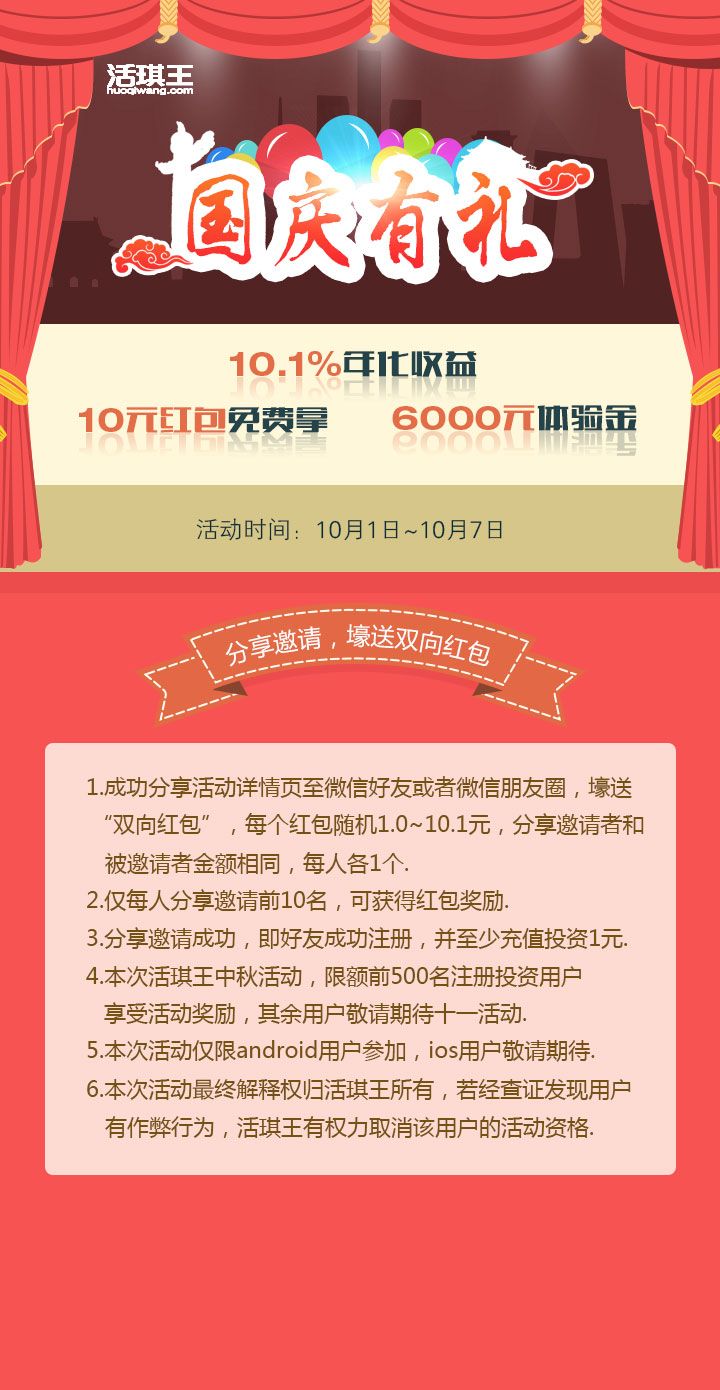 活琪王
huoqiwang.com
国庆有礼
10.1%年化收益
10元红包免费拿 6000元体验金
活动时间：10月1日~10月7日
分享邀请，壕送双向红包
1.成功分享活动详情页至微信好友或者微信朋友圈，壕送
“双向红包”，每个红包随机1.0~10.1元，分享邀请者和
被邀请者金额相同，每人各1个.
2.仅每人分享邀请前10名，可获得红包奖励.
3.分享邀请成功，即好友成功注册，并至少充值投资1元.
4.本次活琪王中秋活动，限额前500名注册投资用户
享受活动奖励，其余用户敬请期待十一活动.
5.本次活动仅限android用户参加，ios用户敬请期待.
6.本次活动最终解释权归活琪王所有，若经查证发现用户
有作弊行为，活琪王有权力取消该用户的活动资格.